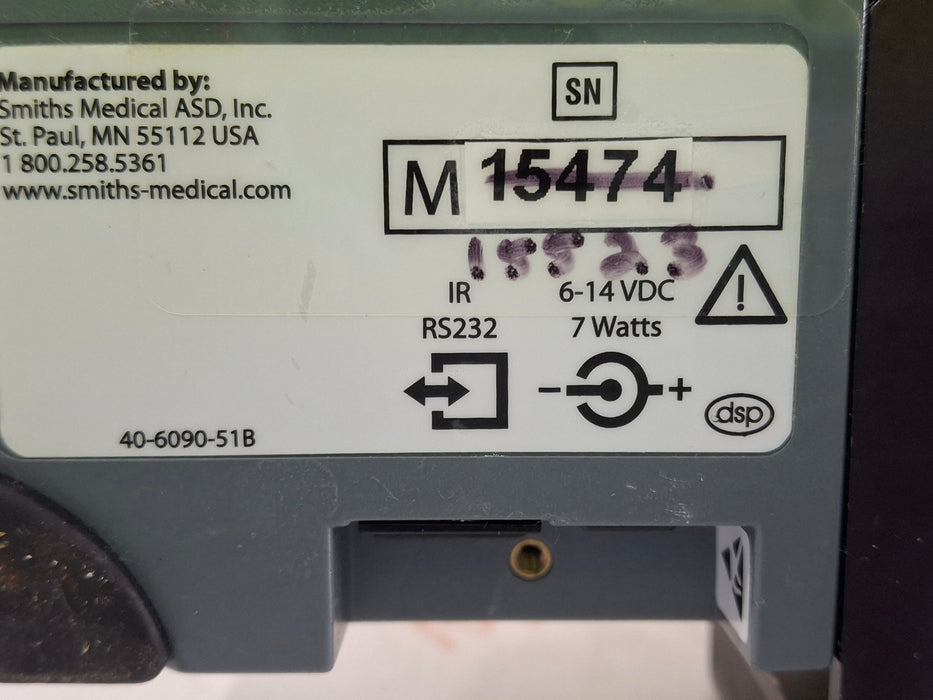 Manufactured by:
Smiths Medical ASD, Inc.
St. Paul, MN 55112 USA
1 800.258.5361
www.smiths-medical.com
SN
M 15474
IR
RS232
6-14 VDC
7 Watts
- +
dsp
40-6090-51B